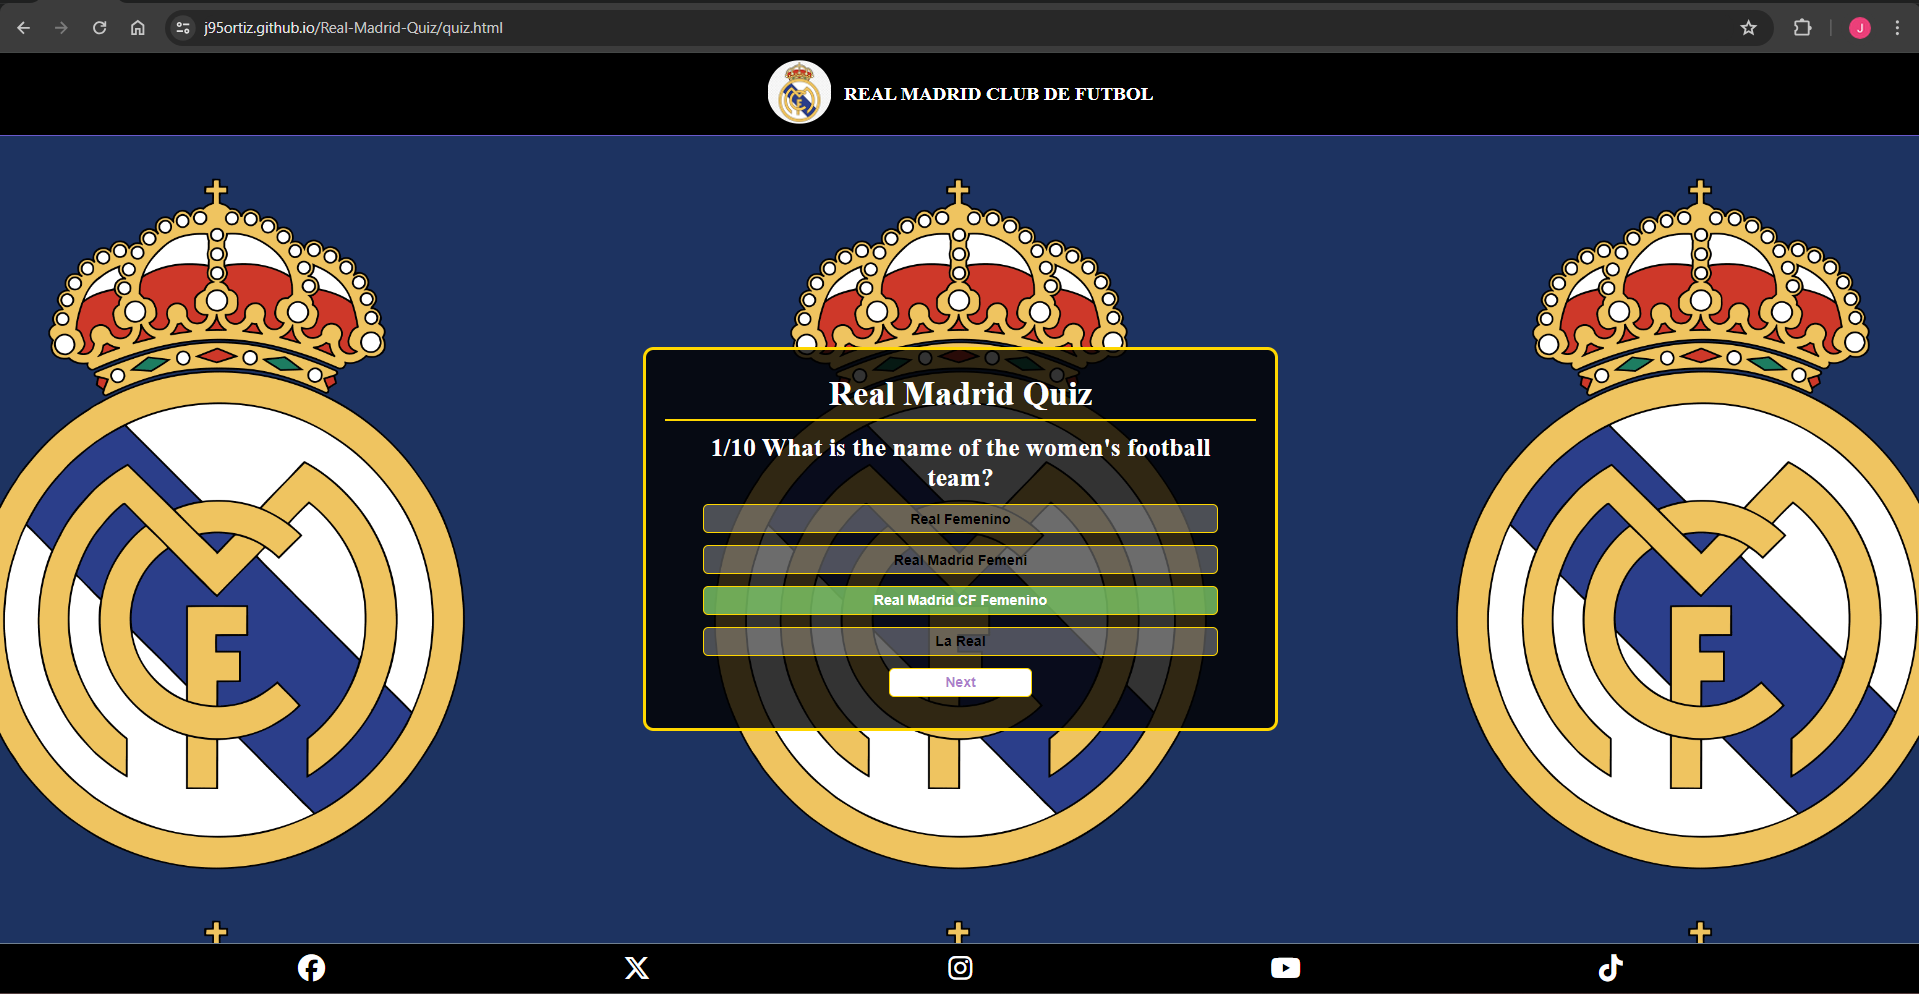 j95ortiz.github.io/Real-Madrid-Quiz/quiz.html
J
REAL MADRID CLUB DE FUTBOL
Real Madrid Quiz
1/10 What is the name of the women's football
team?
Real Femenino
Real Madrid Femeni
Real Madrid CF Femenino
La Real
Next